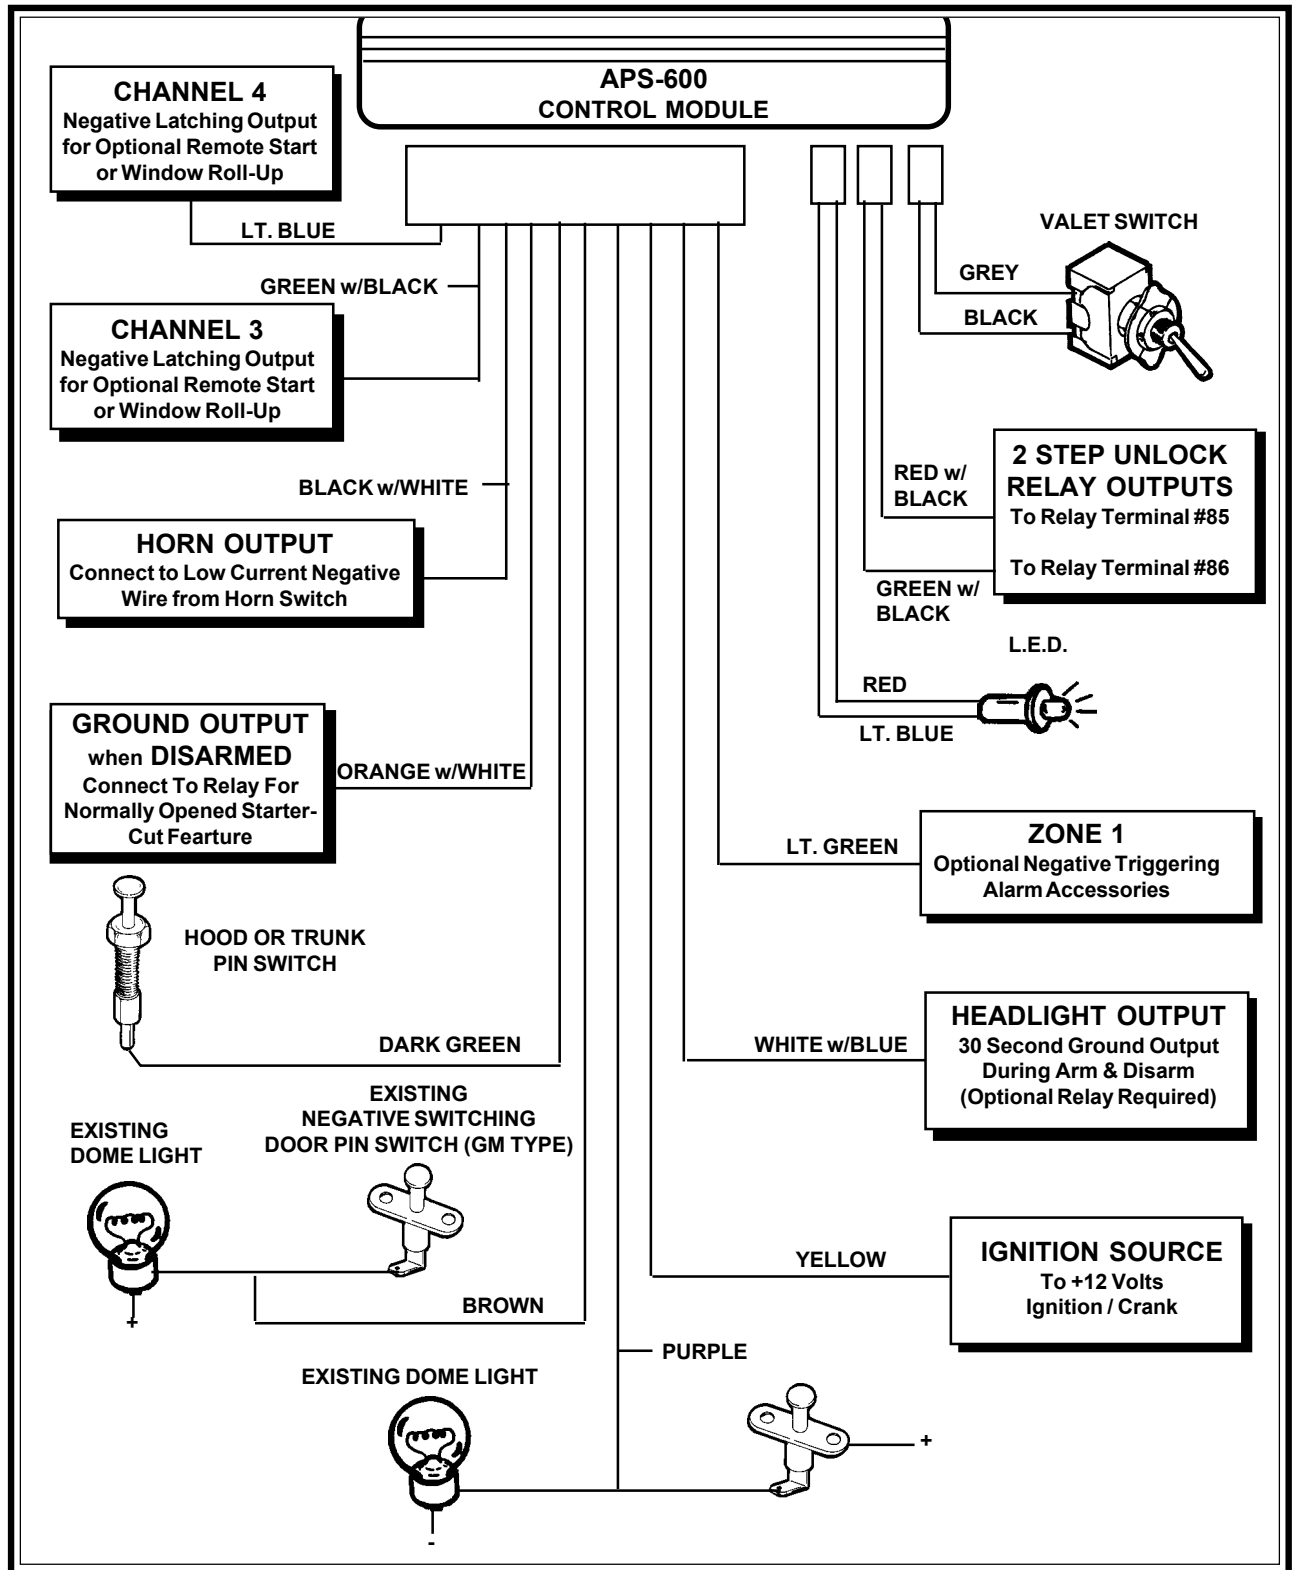 APS-600
CONTROL MODULE
CHANNEL 4
Negative Latching Output
for Optional Remote Start
or Window Roll-Up
LT. BLUE
GREEN w/BLACK
CHANNEL 3
Negative Latching Output
for Optional Remote Start
or Window Roll-Up
BLACK w/WHITE
HORN OUTPUT
Connect to Low Current Negative
Wire from Horn Switch
GROUND OUTPUT
when DISARMED
Connect To Relay For
Normally Opened Starter-
Cut Fearture
ORANGE w/WHITE
HOOD OR TRUNK
PIN SWITCH
DARK GREEN
EXISTING
NEGATIVE SWITCHING
DOOR PIN SWITCH (GM TYPE)
EXISTING
DOME LIGHT
+
BROWN
EXISTING DOME LIGHT
-
PURPLE
+
VALET SWITCH
GREY
BLACK
RED w/
BLACK
GREEN w/
BLACK
2 STEP UNLOCK
RELAY OUTPUTS
To Relay Terminal #85
To Relay Terminal #86
L.E.D.
RED
LT. BLUE
LT. GREEN
ZONE 1
Optional Negative Triggering
Alarm Accessories
WHITE w/BLUE
HEADLIGHT OUTPUT
30 Second Ground Output
During Arm & Disarm
(Optional Relay Required)
YELLOW
IGNITION SOURCE
To +12 Volts
Ignition / Crank